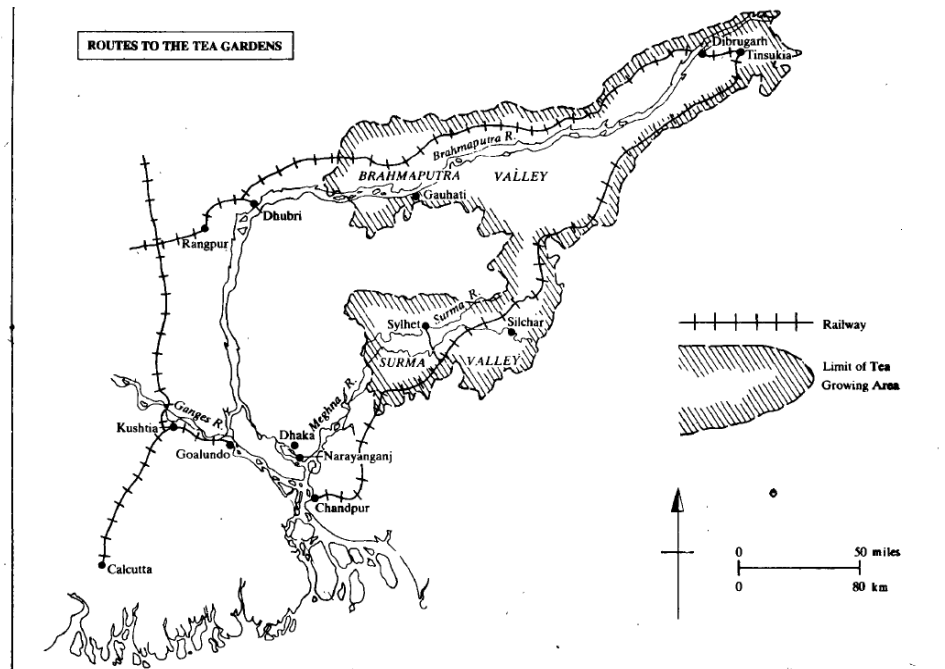 ROUTES TO THE TEA GARDENS
Dibrugarh
Tinsukia
Brahmaputra R.
BRAHMAPUTRA VALLEY
Gauhati
Dhubri
Rangpur
Surma R.
Sylhet
Silchar
SURMA VALLEY
Railway
Limit of Tea
Growing Area
Meghna R.
Ganges R.
Kushtia
Dhaka
Goalundo
Narayanganj
Chandpur
Calcutta
0 50 miles
0 80 km